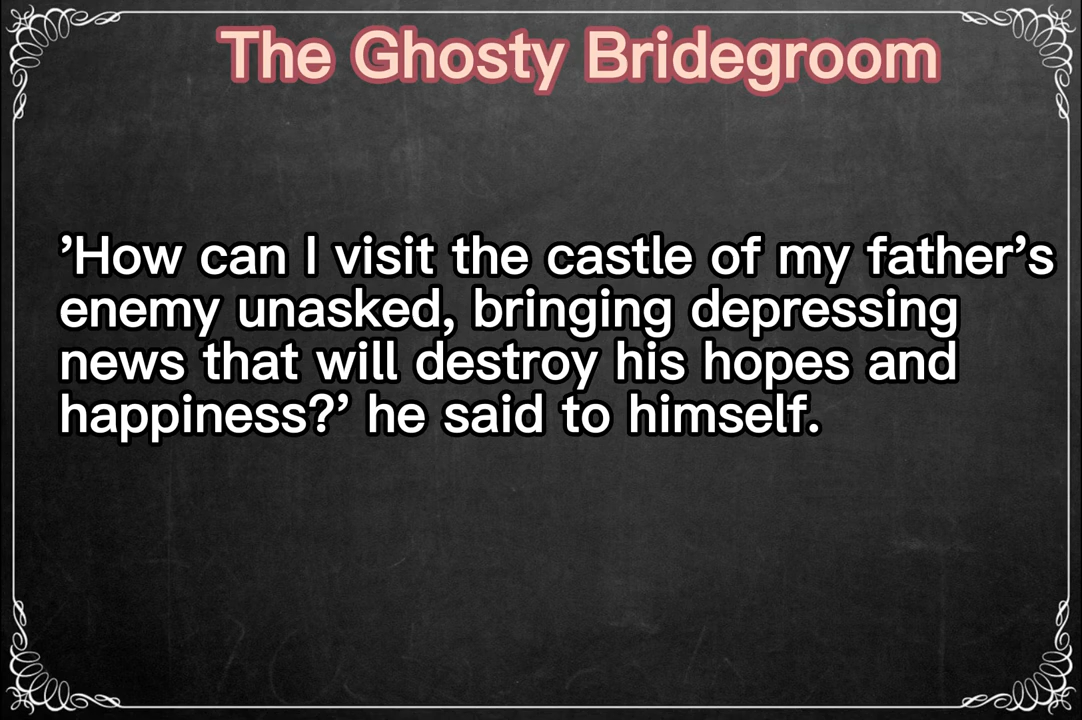 The Ghosty Bridegroom
’How can I visit the castle of my father’s
enemy unasked, bringing depressing
news that will destroy his hopes and
happiness?’ he said to himself.